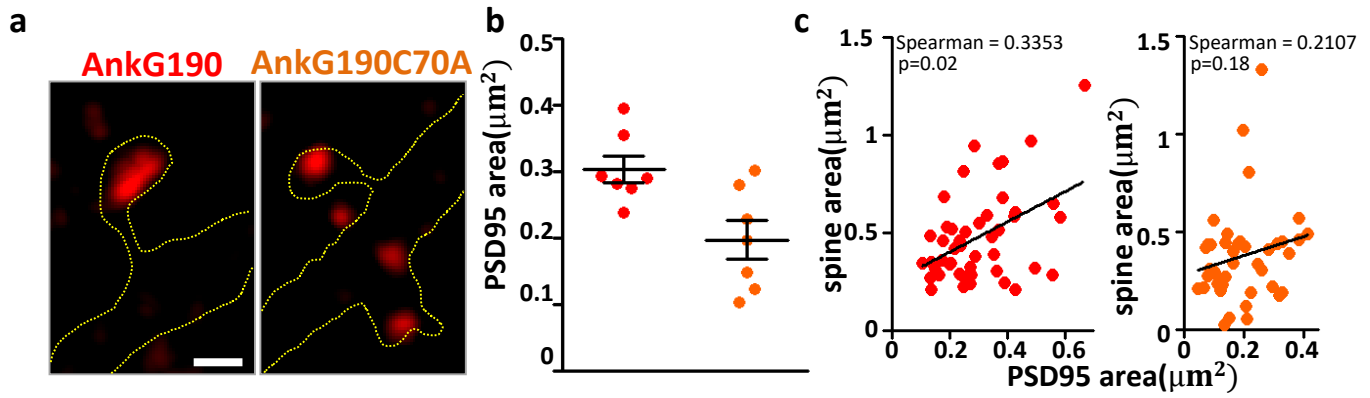 a
AnkG190 AnkG190C70A
b
PSD95 area(μm²)
0.5
0.4
0.3
0.2
0.1
0
c
spine area(μm²)
1.5
1
0.5
0
Spearman = 0.3353
p=0.02
0.2 0.4 0.6
spine area(μm²)
1.5
1
0.5
0
Spearman = 0.2107
p=0.18
0 0.2 0.4
PSD95 area(μm²)